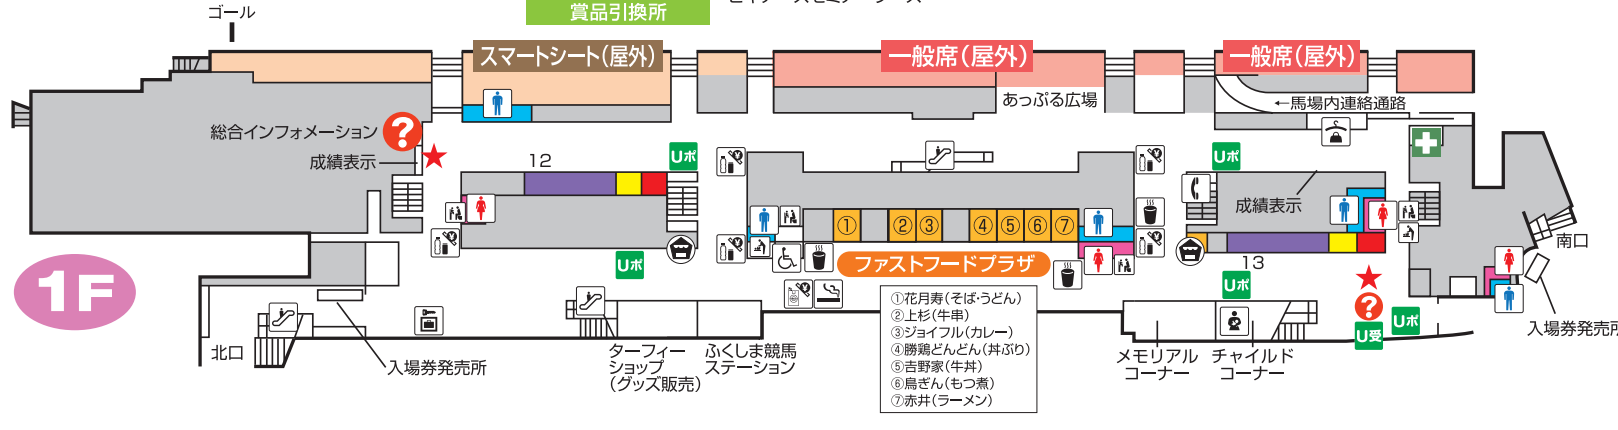 ゴール
賞品引換所
スマートシート(屋外)
一般席(屋外)
一般席(屋外)
あっぷる広場
←馬場内連絡通路
総合インフォメーション
?
成績表示
12
Uポ
Uポ
成績表示
南口
1F
Uポ
①
②
③
④
⑤
⑥
⑦
ファストフードプラザ
13
Uポ
?
U受
Uポ
①花月寿(そば・うどん)
②上杉(牛串)
③ジョイフル(カレー)
④勝鶏どんどん(丼ぶり)
⑤吉野家(牛丼)
⑥鳥ぎん(もつ煮)
⑦赤井(ラーメン)
北口
入場券発売所
ターフィー
ショップ
(グッズ販売)
ふくしま競馬
ステーション
メモリアル
コーナー
チャイルド
コーナー
入場券発売所